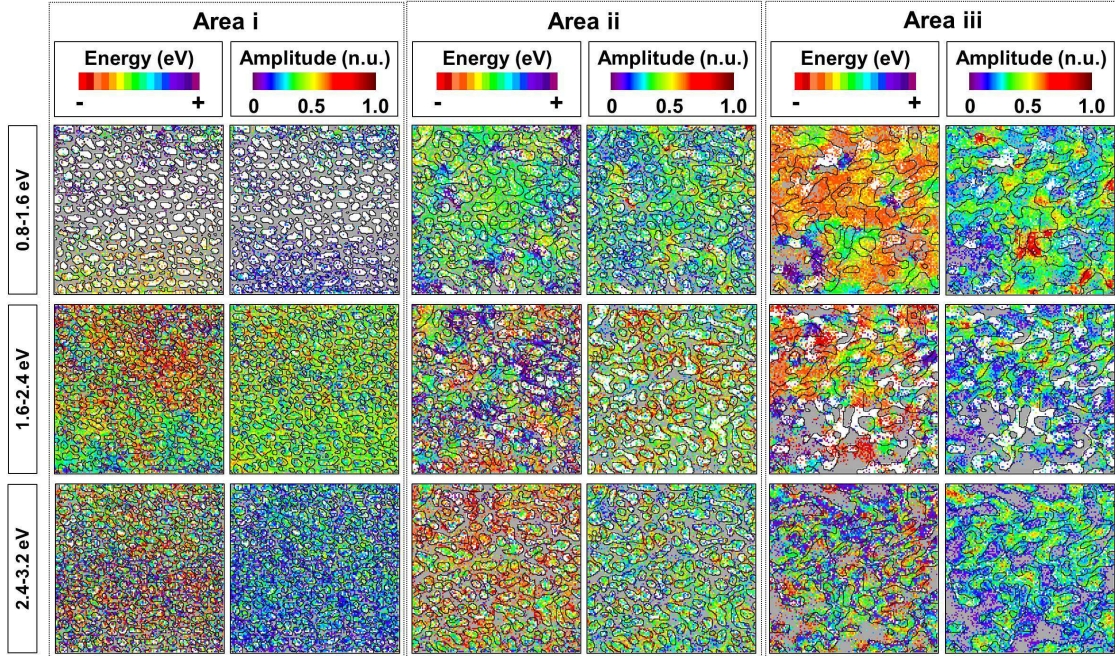 Area i
Area ii
Area iii
Energy (eV)
- +
Amplitude (n.u.)
0 0.5 1.0
Energy (eV)
- +
Amplitude (n.u.)
0 0.5 1.0
Energy (eV)
- +
Amplitude (n.u.)
0 0.5 1.0
0.8-1.6 eV
1.6-2.4 eV
2.4-3.2 eV